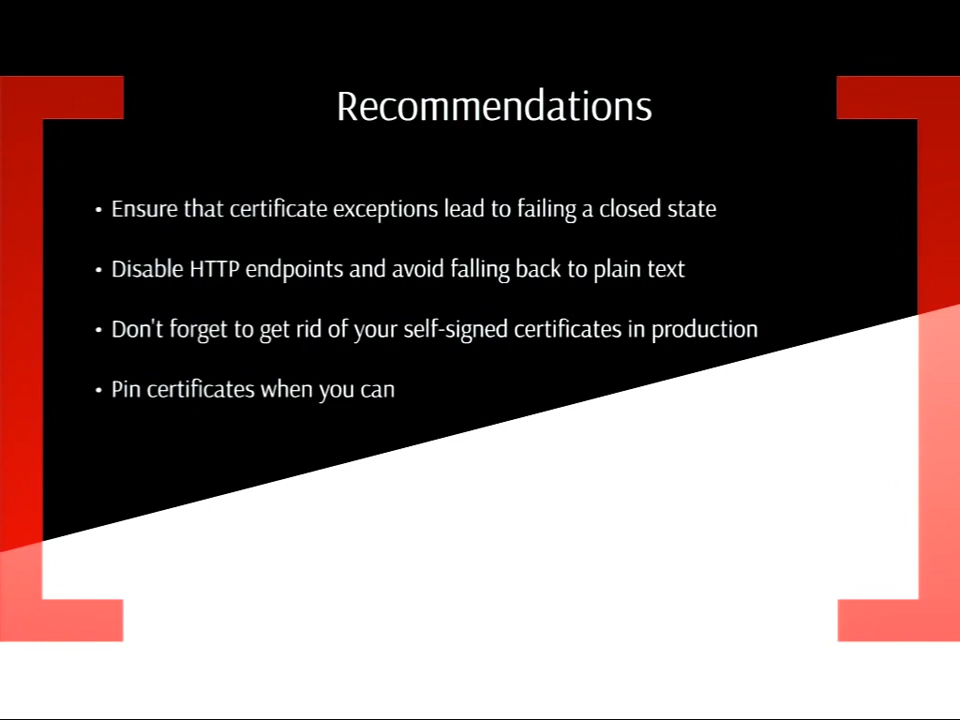 Recommendations
• Ensure that certificate exceptions lead to failing a closed state
• Disable HTTP endpoints and avoid falling back to plain text
• Don't forget to get rid of your self-signed certificates in production
• Pin certificates when you can